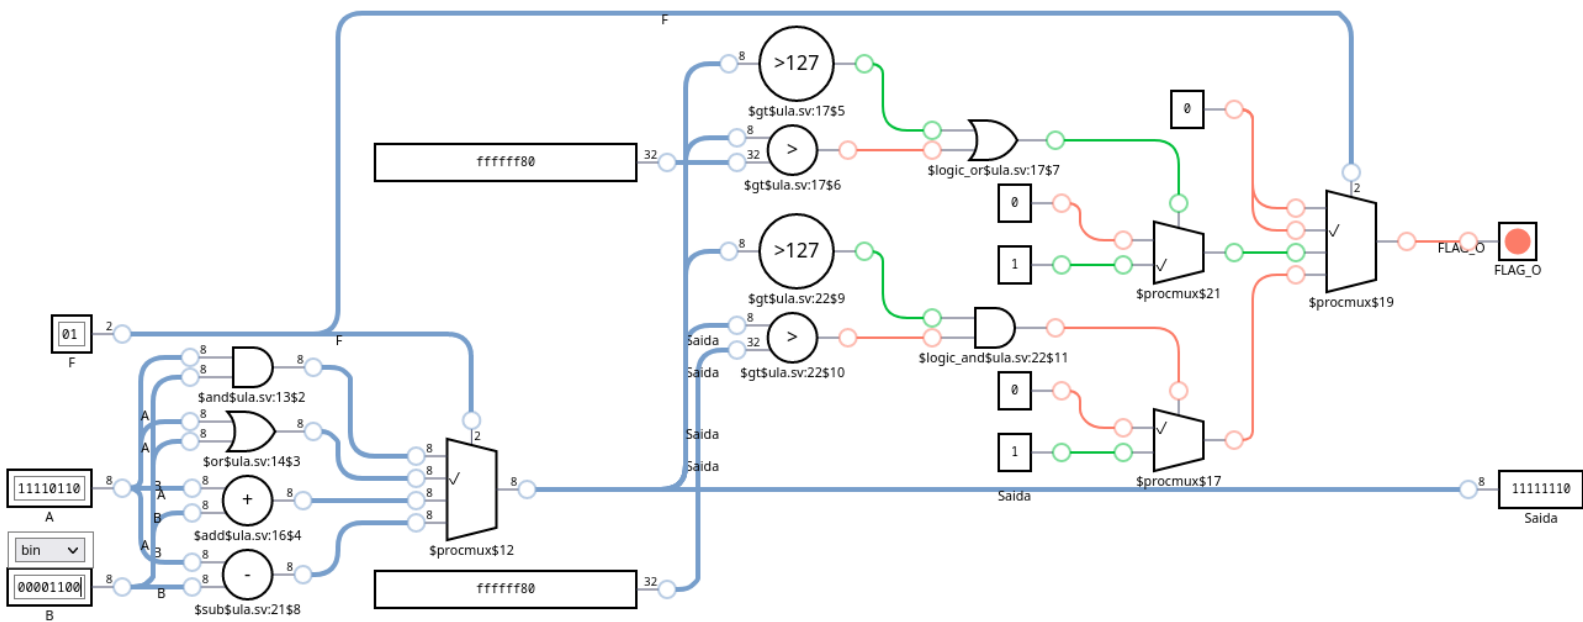 F
8
>127
$gt$ula.sv:17$5
0
ffffff80
32
8
32
>
$gt$ula.sv:17$6
$logic_or$ula.sv:17$7
2
0
1
✓
$procmux$21
✓
$procmux$19
FLAG_O
FLAG_O
8
>127
$gt$ula.sv:22$9
01
2
F
F
8
32
>
$gt$ula.sv:22$10
Saida
Saida
$logic_and$ula.sv:22$11
0
1
✓
$procmux$17
8
8
8
$and$ula.sv:13$2
A
A
8
8
8
$or$ula.sv:14$3
2
8
8
8
8
✓
8
$procmux$12
Saida
Saida
Saida
8
11111110
Saida
11110110
8
A
B
A
B
8
8
+
8
$add$ula.sv:16$4
A
B
8
8
-
8
$sub$ula.sv:21$8
bin
00001100
8
B
B
ffffff80
32